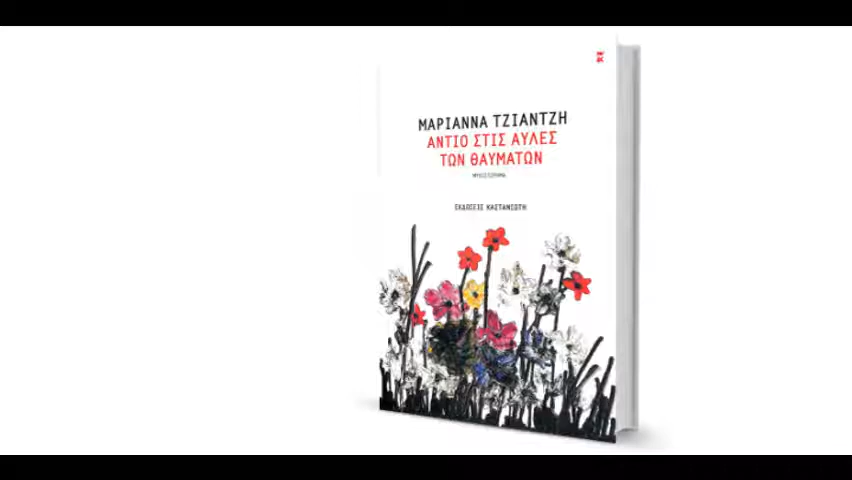 ΜΑΡΙΑΝΝΑ ΤΖΙΑΝΤΖΗ
ΑΝΤΙΟ ΣΤΙΣ ΑΥΛΕΣ
ΤΩΝ ΘΑΥΜΑΤΩΝ
ΜΥΘΙΣΤΟΡΗΜΑ
ΕΚΔΟΣΕΙΣ ΚΑΣΤΑΝΙΩΤΗ